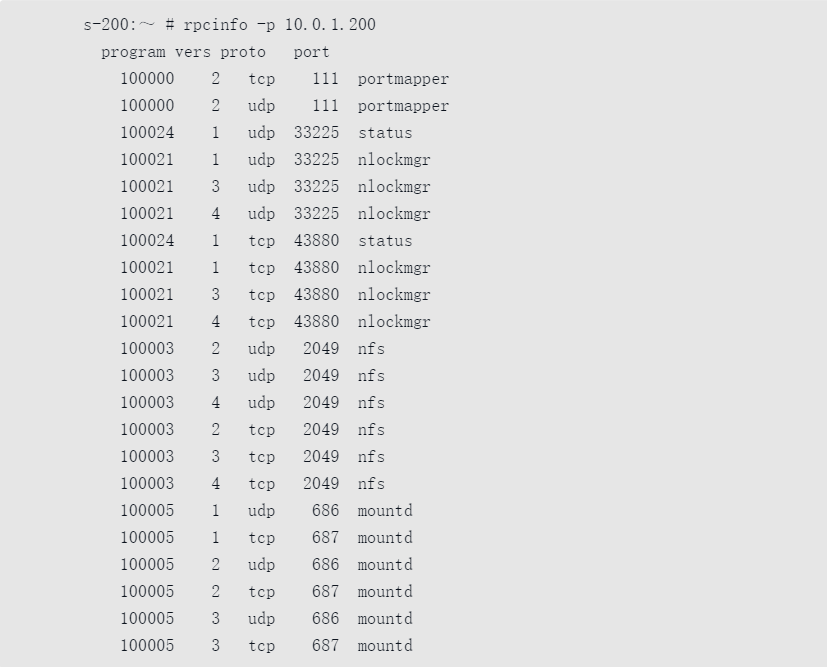 s-200:~ # rpcinfo -p 10.0.1.200
program vers proto port
100000 2 tcp 111 portmapper
100000 2 udp 111 portmapper
100024 1 udp 33225 status
100021 1 udp 33225 nlockmgr
100021 3 udp 33225 nlockmgr
100021 4 udp 33225 nlockmgr
100024 1 tcp 43880 status
100021 1 tcp 43880 nlockmgr
100021 3 tcp 43880 nlockmgr
100021 4 tcp 43880 nlockmgr
100003 2 udp 2049 nfs
100003 3 udp 2049 nfs
100003 4 udp 2049 nfs
100003 2 tcp 2049 nfs
100003 3 tcp 2049 nfs
100003 4 tcp 2049 nfs
100005 1 udp 686 mountd
100005 1 tcp 687 mountd
100005 2 udp 686 mountd
100005 2 tcp 687 mountd
100005 3 udp 686 mountd
100005 3 tcp 687 mountd